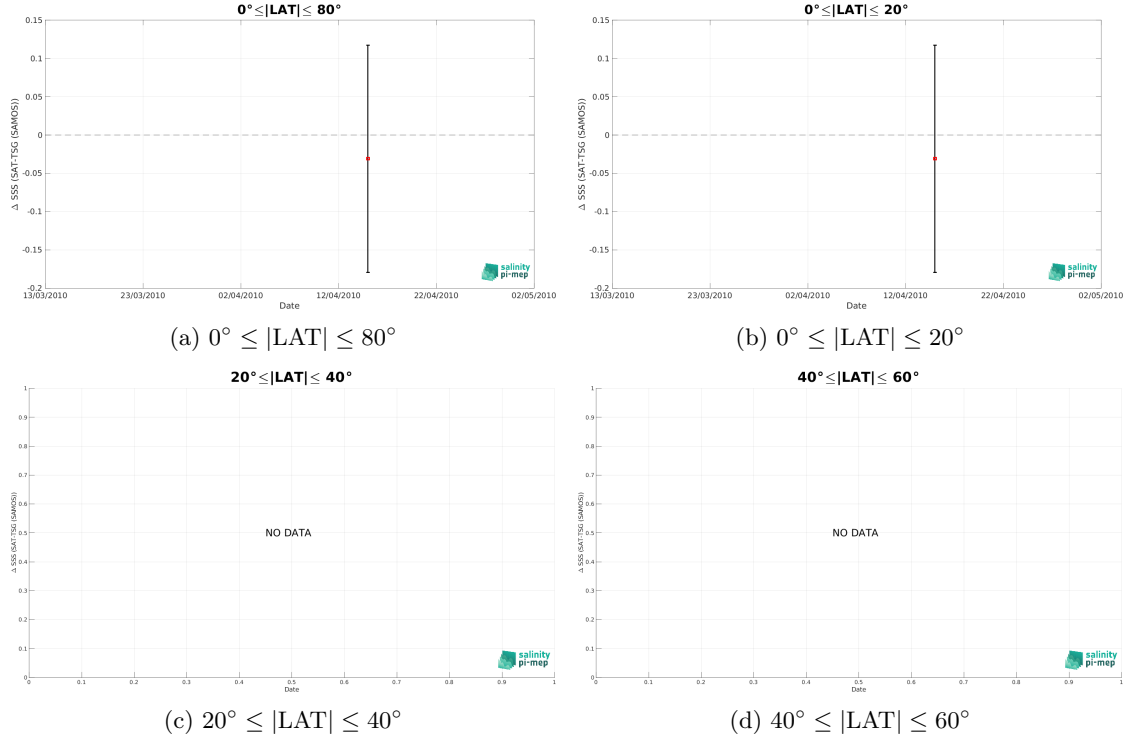 0°≤|LAT|≤ 80°
0.15
0.1
0.05
0
-0.05
-0.1
-0.15
-0.2
Δ SSS (SAT-TSG (SAMOS))
13/03/2010 23/03/2010 02/04/2010 12/04/2010 22/04/2010 02/05/2010
Date
salinity
pi-mep
(a) 0° ≤ |LAT| ≤ 80°
0°≤|LAT|≤ 20°
0.15
0.1
0.05
0
-0.05
-0.1
-0.15
-0.2
Δ SSS (SAT-TSG (SAMOS))
13/03/2010 23/03/2010 02/04/2010 12/04/2010 22/04/2010 02/05/2010
Date
salinity
pi-mep
(b) 0° ≤ |LAT| ≤ 20°
20°≤|LAT|≤ 40°
1
0.9
0.8
0.7
0.6
0.5
0.4
0.3
0.2
0.1
0
Δ SSS (SAT-TSG (SAMOS))
NO DATA
0 0.1 0.2 0.3 0.4 0.5 0.6 0.7 0.8 0.9 1
Date
salinity
pi-mep
(c) 20° ≤ |LAT| ≤ 40°
40°≤|LAT|≤ 60°
1
0.9
0.8
0.7
0.6
0.5
0.4
0.3
0.2
0.1
0
Δ SSS (SAT-TSG (SAMOS))
NO DATA
0 0.1 0.2 0.3 0.4 0.5 0.6 0.7 0.8 0.9 1
Date
salinity
pi-mep
(d) 40° ≤ |LAT| ≤ 60°